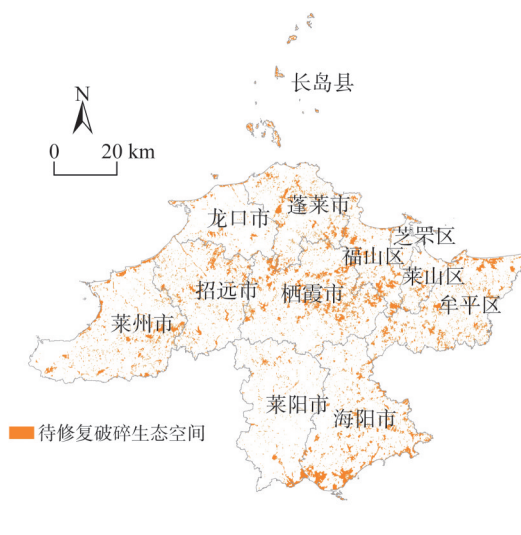 长岛县
N
0 20 km
蓬莱市
龙口市
芝罘区
福山区
莱山区
招远市
栖霞市
牟平区
莱州市
莱阳市
海阳市
待修复破碎生态空间